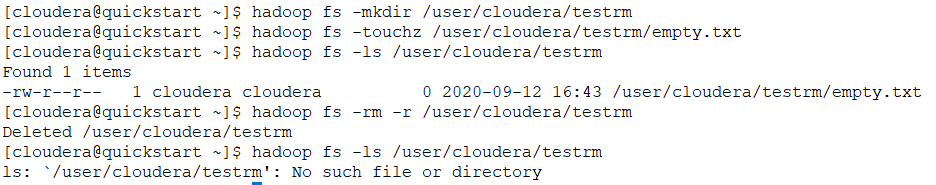 [cloudera@quickstart ~]$ hadoop fs -mkdir /user/cloudera/testrm
[cloudera@quickstart ~]$ hadoop fs -touchz /user/cloudera/testrm/empty.txt
[cloudera@quickstart ~]$ hadoop fs -ls /user/cloudera/testrm
Found 1 items
-rw-r--r--   1 cloudera cloudera          0 2020-09-12 16:43 /user/cloudera/testrm/empty.txt
[cloudera@quickstart ~]$ hadoop fs -rm -r /user/cloudera/testrm
Deleted /user/cloudera/testrm
[cloudera@quickstart ~]$ hadoop fs -ls /user/cloudera/testrm
ls: `/user/cloudera/testrm': No such file or directory